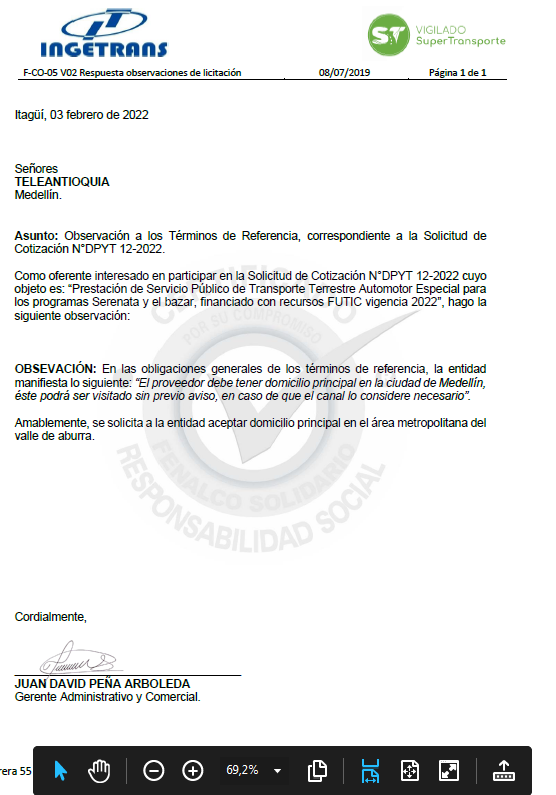 INGETRANS
ST VIGILADO
SuperTransporte
F-CO-05 V02 Respuesta observaciones de licitación 08/07/2019 Página 1 de 1
Itagüí, 03 febrero de 2022
Señores
TELEANTIOQUIA
Medellín.
Asunto: Observación a los Términos de Referencia, correspondiente a la Solicitud de
Cotización N°DPYT 12-2022.
Como oferente interesado en participar en la Solicitud de Cotización N°DPYT 12-2022 cuyo
objeto es: “Prestación de Servicio Público de Transporte Terrestre Automotor Especial para
los programas Serenata y el bazar, financiado con recursos FUTIC vigencia 2022”, hago la
siguiente observación:
POR SU COMPROMISO
OBSEVACIÓN: En las obligaciones generales de los términos de referencia, la entidad
manifiesta lo siguiente: “El proveedor debe tener domicilio principal en la ciudad de Medellín,
éste podrá ser visitado sin previo aviso, en caso de que el canal lo considere necesario”.
Amablemente, se solicita a la entidad aceptar domicilio principal en el área metropolitana del
valle de aburra.
FENALCO SOLIDARIO
RESPONSABILIDAD SOCIAL
Cordialmente,
JUAN DAVID PEÑA ARBOLEDA
Gerente Administrativo y Comercial.
rera 55
69,2%